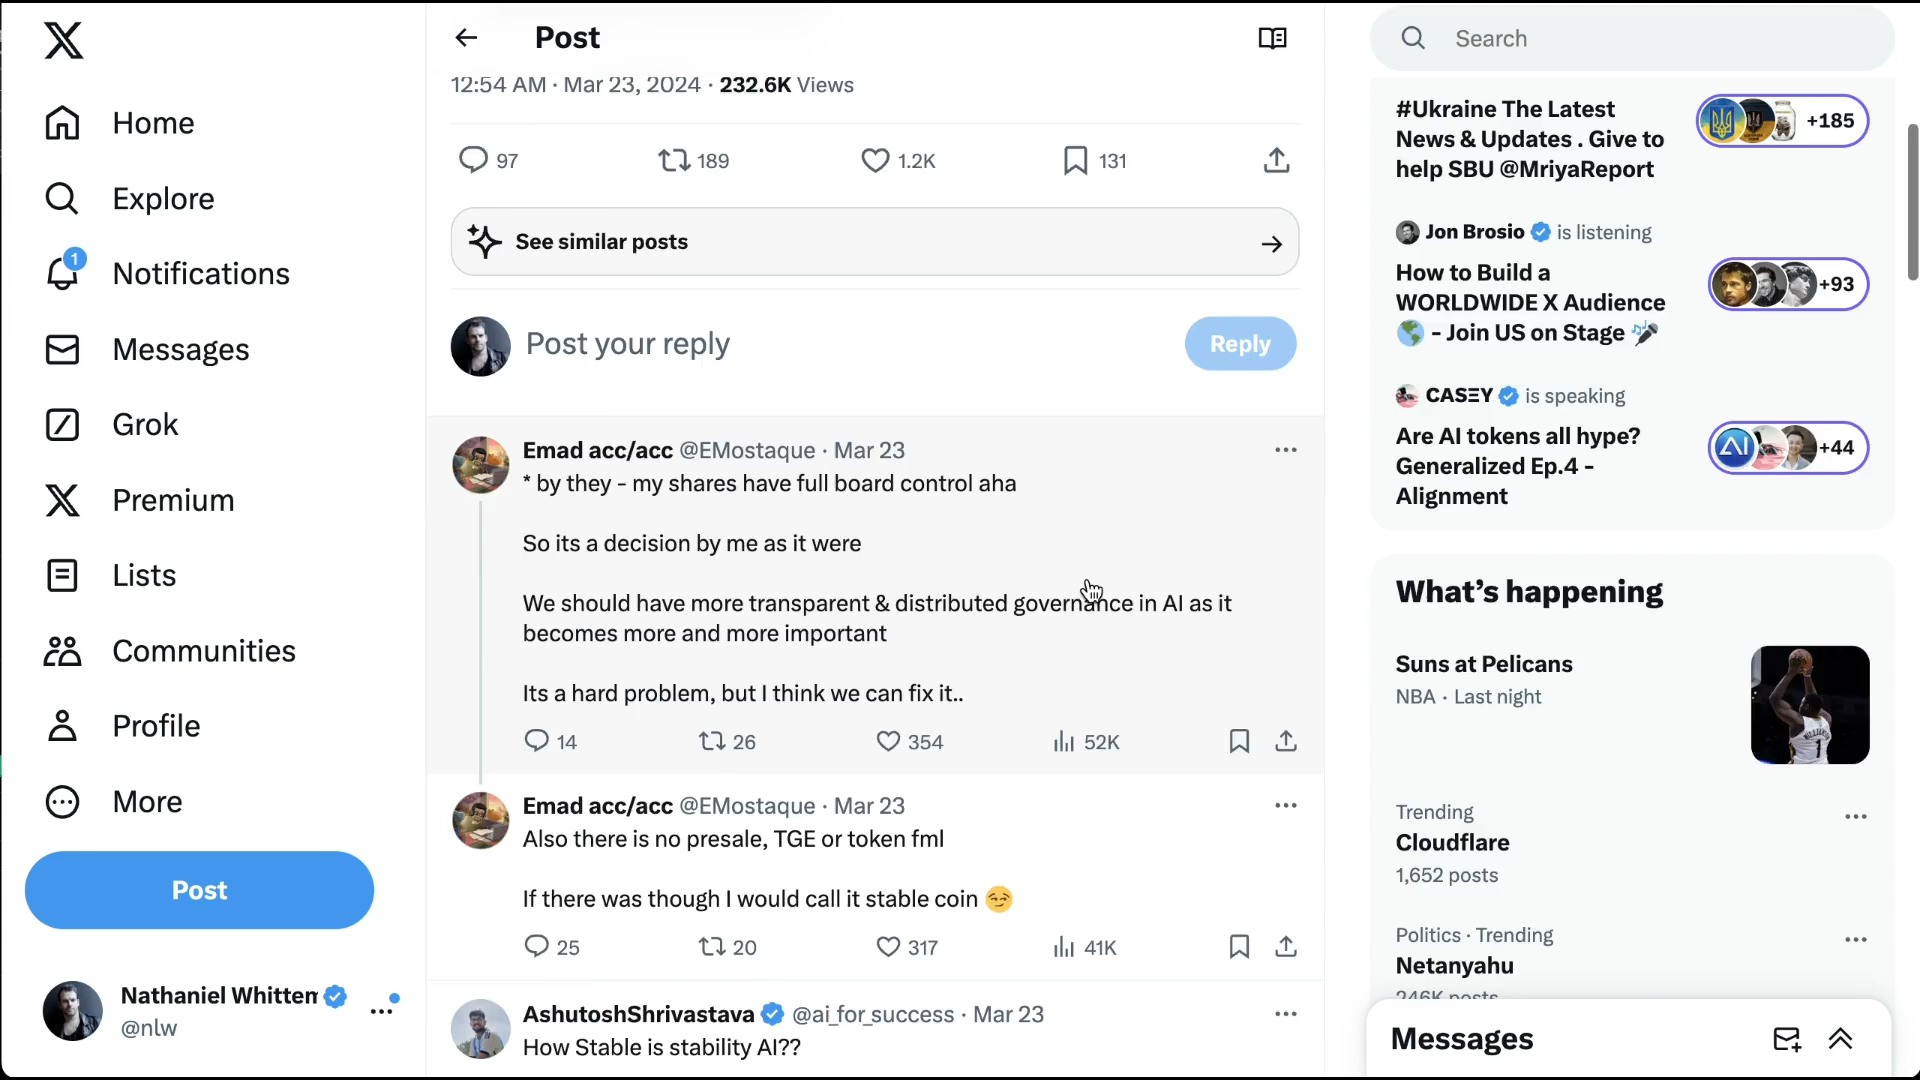 Home
Explore
1
Notifications
Messages
Grok
Premium
Lists
Communities
Profile
More
Post
Nathaniel Whittem
@nlw
Post
12:54 AM · Mar 23, 2024 · 232.6K Views
97
189
1.2K
131
See similar posts
Post your reply
Reply
Emad acc/acc @EMostaque · Mar 23
* by they - my shares have full board control aha
So its a decision by me as it were
We should have more transparent & distributed governance in AI as it
becomes more and more important
Its a hard problem, but I think we can fix it..
14
26
354
52K
Emad acc/acc @EMostaque · Mar 23
Also there is no presale, TGE or token fml
If there was though I would call it stable coin 😏
25
20
317
41K
AshutoshShrivastava @ai_for_success · Mar 23
How Stable is stability AI??
Search
#Ukraine The Latest
News & Updates . Give to
help SBU @MriyaReport
+185
Jon Brosio is listening
How to Build a
WORLDWIDE X Audience
🌎 - Join US on Stage 🎤
+93
CASΞY is speaking
Are AI tokens all hype?
Generalized Ep.4 -
Alignment
AI
+44
What's happening
Suns at Pelicans
NBA · Last night
Trending
Cloudflare
1,652 posts
Politics · Trending
Netanyahu
246K posts
Messages